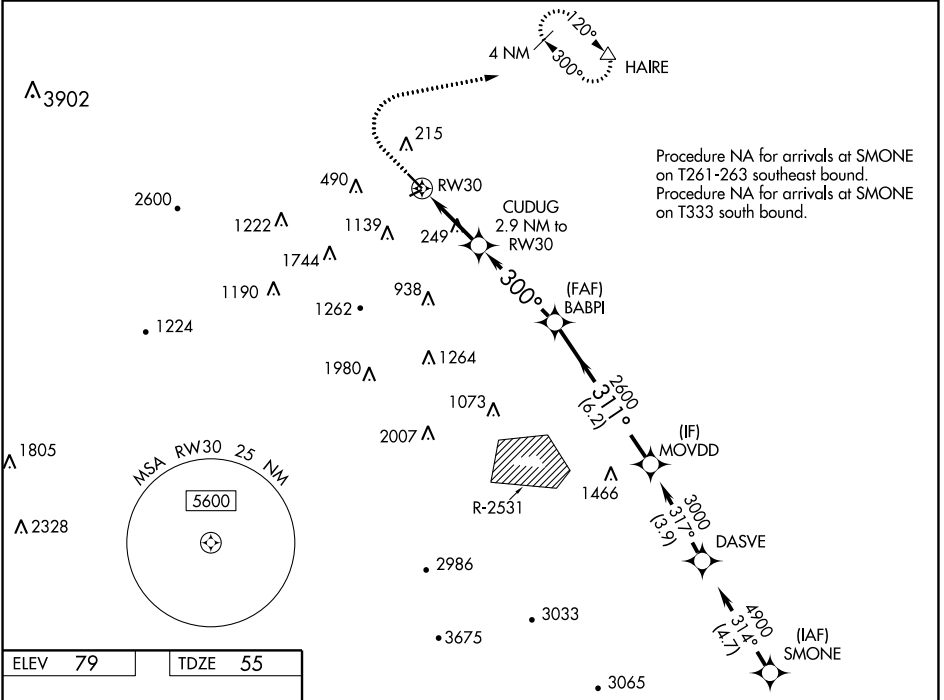 120°
4 NM
300°
HAIRE
3902
215
Procedure NA for arrivals at SMONE
on T261-263 southeast bound.
Procedure NA for arrivals at SMONE
on T333 south bound.
490
RW30
2600
CUDUG
2.9 NM to
RW30
1222
1139
249
1744
1190
938
300°
(FAF)
BABPI
1262
1224
1264
1980
2600
311°
(6.2)
1073
2007
(IF)
MOVDD
1805
MSA RW30 25 NM
5600
R-2531
1466
3000
317°
(3.9)
2328
DASVE
2986
4900
314°
(4.7)
3033
3675
(IAF)
SMONE
ELEV 79
TDZE 55
3065